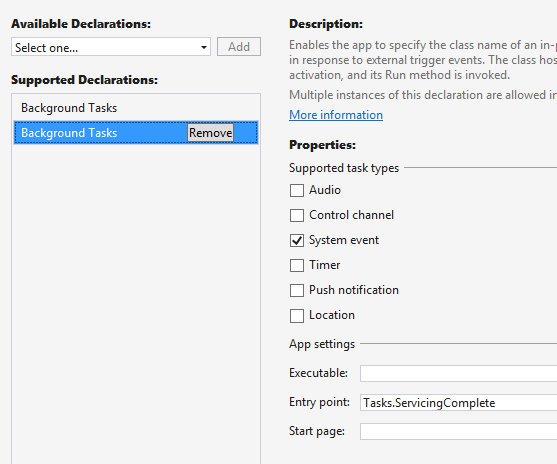 Available Declarations:
Select one...
Add
Supported Declarations:
Background Tasks
Background Tasks
Remove
Description:
Enables the app to specify the class name of an in-p
in response to external trigger events. The class hos
activation, and its Run method is invoked.
Multiple instances of this declaration are allowed in
More information
Properties:
Supported task types
Audio
Control channel
System event
Timer
Push notification
Location
App settings
Executable:
Entry point:
Tasks.ServicingComplete
Start page: